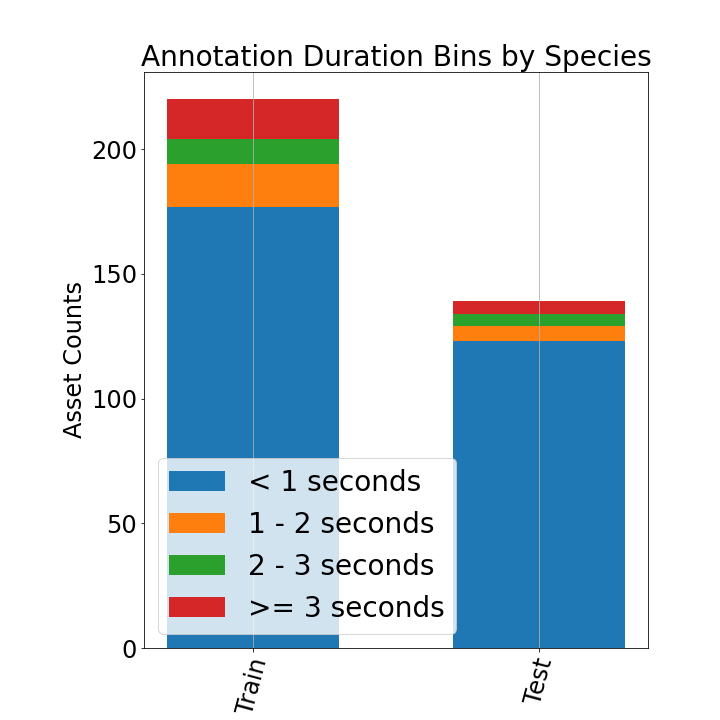 Annotation Duration Bins by Species
Asset Counts
200
150
100
50
0
< 1 seconds
1 - 2 seconds
2 - 3 seconds
>= 3 seconds
Train
Test